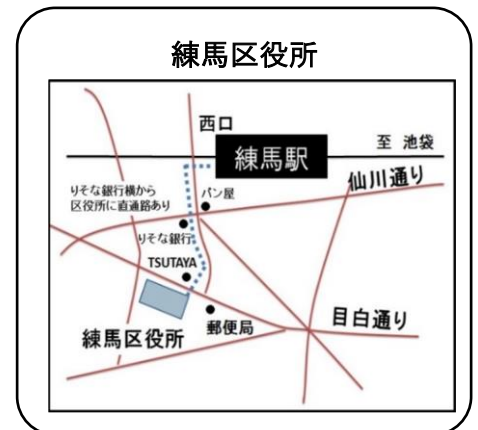 練馬区役所
西口
練馬駅
至 池袋
仙川通り
りそな銀行横から
区役所に直通路あり
パン屋
りそな銀行
TSUTAYA
郵便局
目白通り
練馬区役所